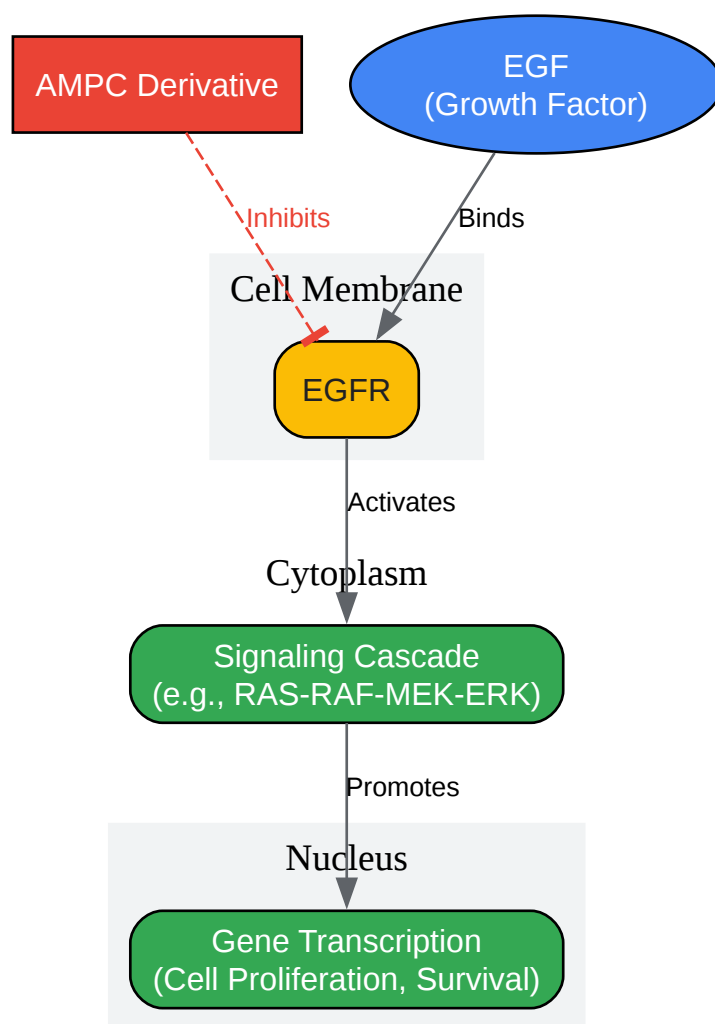 AMPC Derivative
EGF
(Growth Factor)
Inhibits
Binds
Cell Membrane
EGFR
Activates
Cytoplasm
Signaling Cascade
(e.g., RAS-RAF-MEK-ERK)
Promotes
Nucleus
Gene Transcription
(Cell Proliferation, Survival)